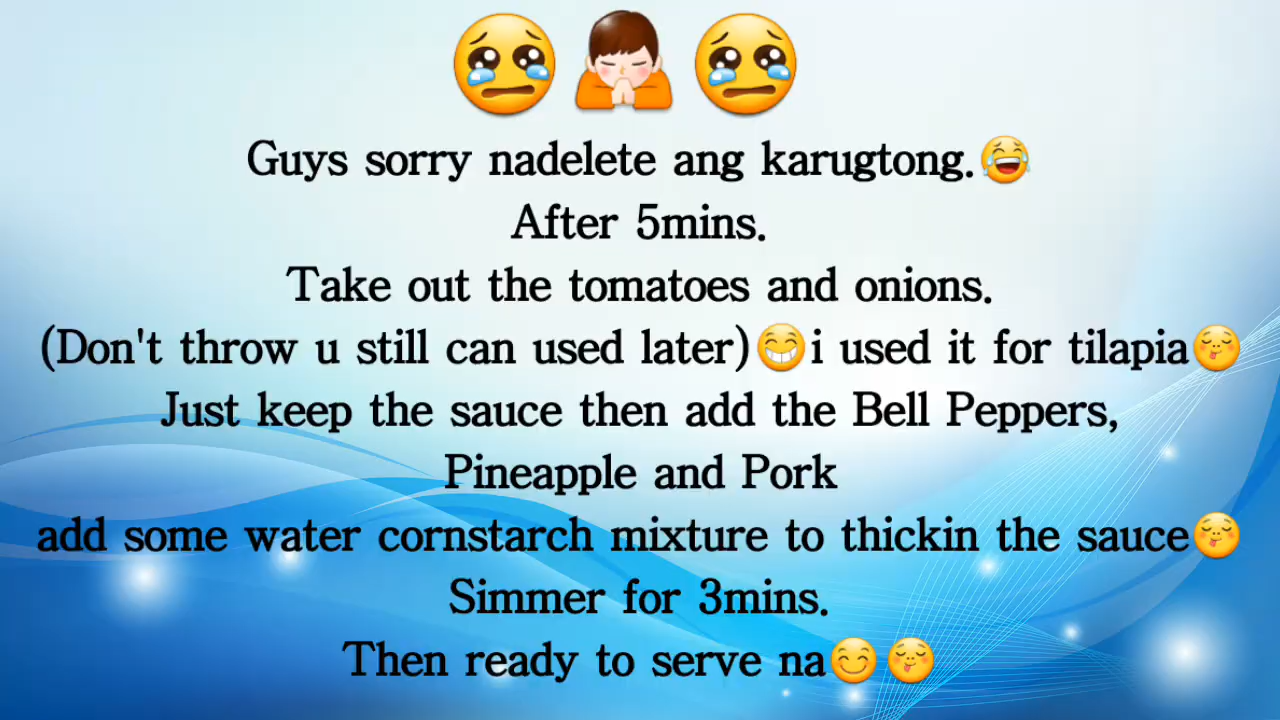 Guys sorry nadelete ang karugtong.😂
After 5mins.
Take out the tomatoes and onions.
(Don't throw u still can used later)😁i used it for tilapia😋
Just keep the sauce then add the Bell Peppers,
Pineapple and Pork
add some water cornstarch mixture to thickin the sauce😋
Simmer for 3mins.
Then ready to serve na😊😋